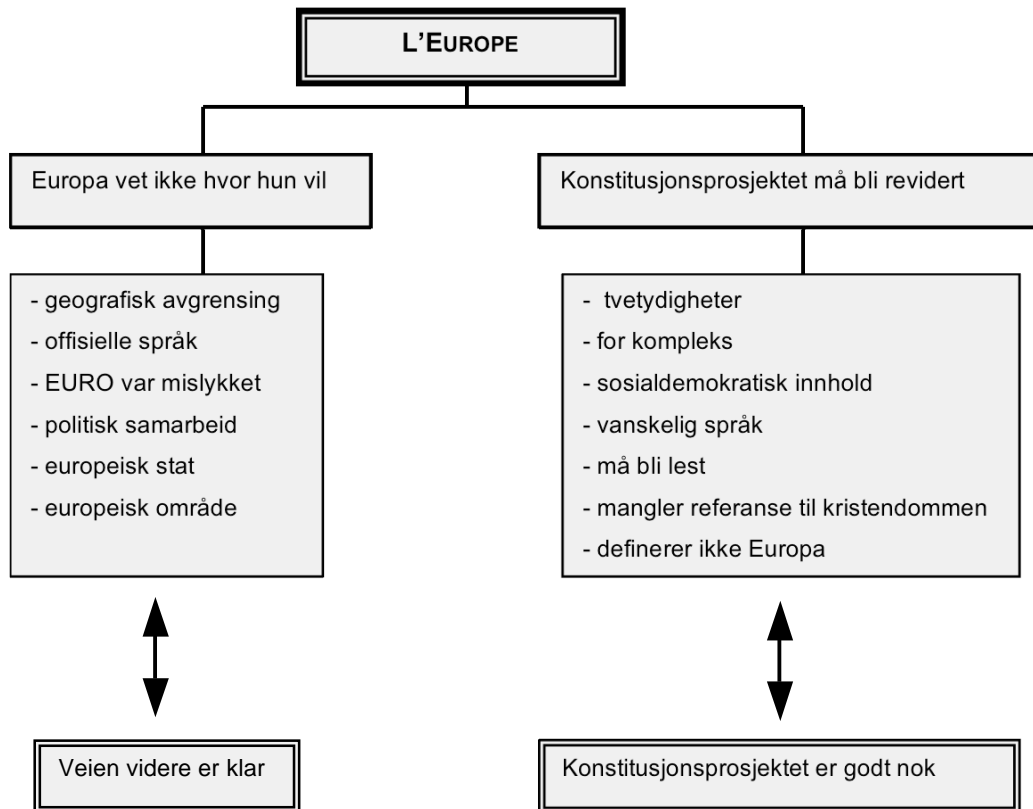 L'EUROPE
Europa vet ikke hvor hun vil
- geografisk avgrensing
- offisielle språk
- EURO var mislykket
- politisk samarbeid
- europeisk stat
- europeisk område
Veien videre er klar
Konstitusjonsprosjektet må bli revidert
- tvetydigheter
- for kompleks
- sosialdemokratisk innhold
- vanskelig språk
- må bli lest
- mangler referanse til kristendommen
- definerer ikke Europa
Konstitusjonsprosjektet er godt nok